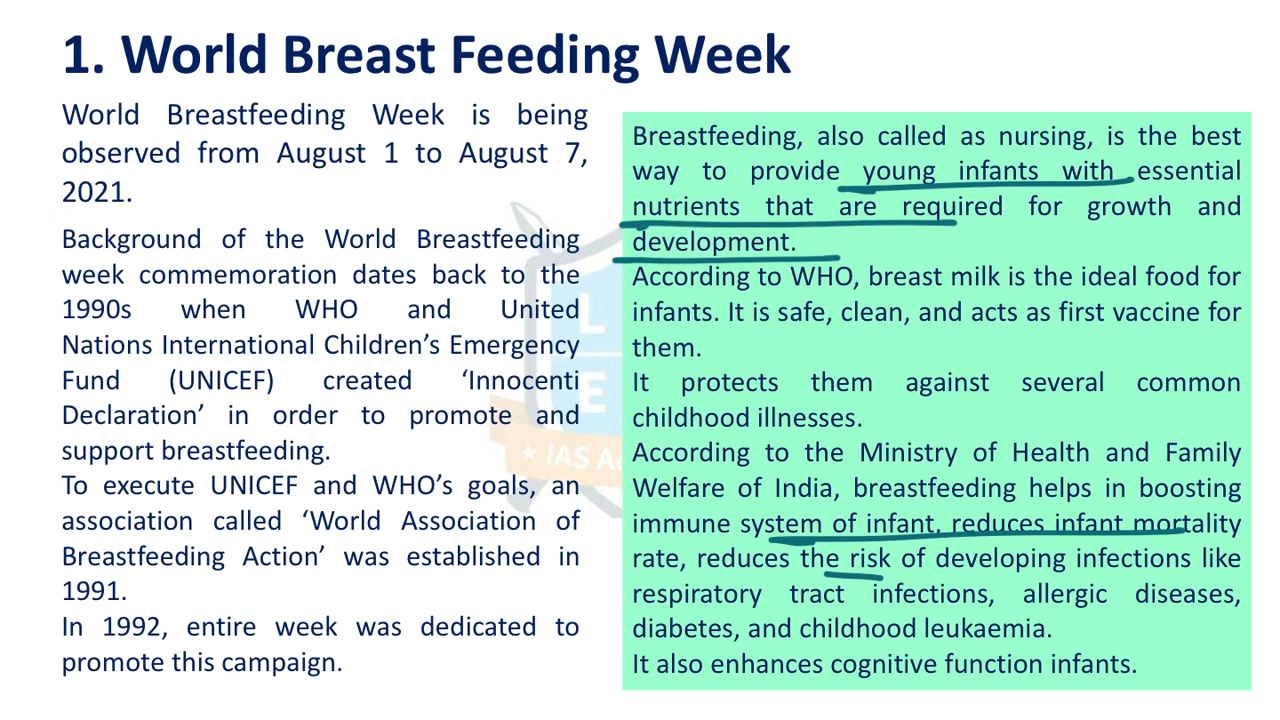 1. World Breast Feeding Week
World Breastfeeding Week is being
observed from August 1 to August 7,
2021.
Background of the World Breastfeeding
week commemoration dates back to the
1990s when WHO and United
Nations International Children’s Emergency
Fund (UNICEF) created ‘Innocenti
Declaration’ in order to promote and
support breastfeeding.
To execute UNICEF and WHO’s goals, an
association called ‘World Association of
Breastfeeding Action’ was established in
1991.
In 1992, entire week was dedicated to
promote this campaign.
Breastfeeding, also called as nursing, is the best
way to provide young infants with essential
nutrients that are required for growth and
development.
According to WHO, breast milk is the ideal food for
infants. It is safe, clean, and acts as first vaccine for
them.
It protects them against several common
childhood illnesses.
According to the Ministry of Health and Family
Welfare of India, breastfeeding helps in boosting
immune system of infant, reduces infant mortality
rate, reduces the risk of developing infections like
respiratory tract infections, allergic diseases,
diabetes, and childhood leukaemia.
It also enhances cognitive function infants.
L
E
IAS